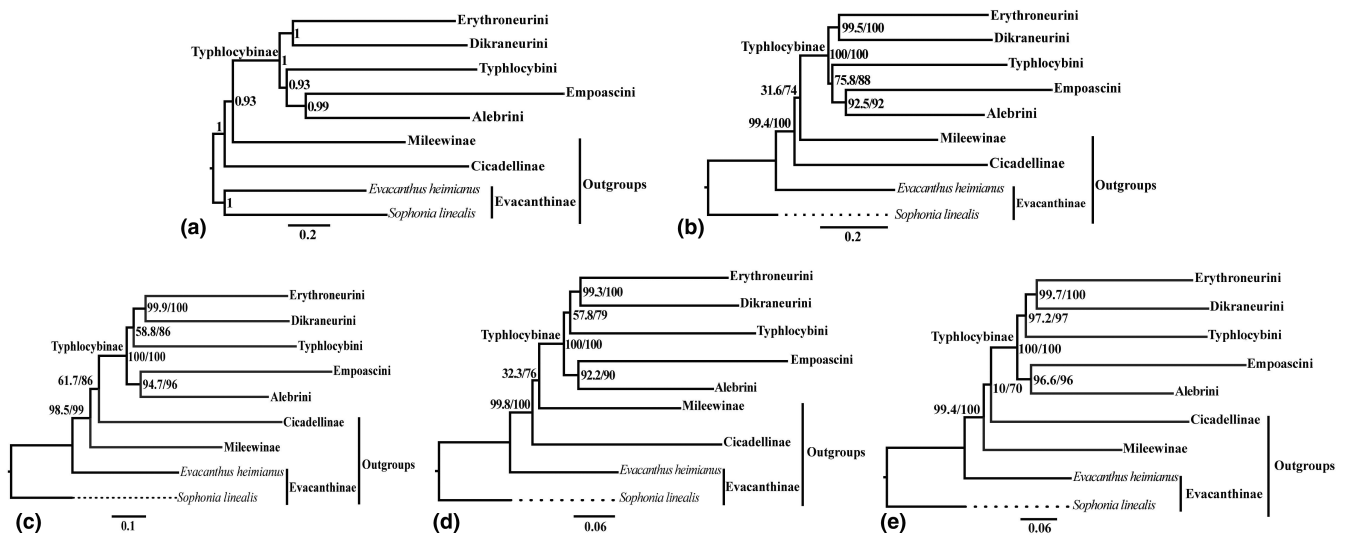 Erythroneurini
1
Dikraneurini
Typhlocybinae
1
Typhlocybini
0.93
Empoascini
0.93
0.99
Alebrini
1
Mileewinae
Cicadellinae
Outgroups
Evacanthus heimianus
1
Evacanthinae
Sophonia linealis
(a)
0.2
Erythroneurini
99.5/100
Dikraneurini
Typhlocybinae
100/100
Typhlocybini
75.8/88
31.6/74
Empoascini
92.5/92
Alebrini
99.4/100
Mileewinae
Cicadellinae
Outgroups
Evacanthus heimianus
Evacanthinae
Sophonia linealis
(b)
0.2
Erythroneurini
99.9/100
Dikraneurini
58.8/86
Typhlocybinae
Typhlocybini
100/100
Empoascini
61.7/86
94.7/96
Alebrini
98.5/99
Cicadellinae
Mileewinae
Outgroups
Evacanthus heimianus
Evacanthinae
Sophonia linealis
(c)
0.1
Erythroneurini
99.3/100
Dikraneurini
57.8/79
Typhlocybinae
Typhlocybini
100/100
Empoascini
32.3/76
92.2/90
Alebrini
99.8/100
Mileewinae
Cicadellinae
Outgroups
Evacanthus heimianus
Evacanthinae
Sophonia linealis
(d)
0.06
Erythroneurini
99.7/100
Dikraneurini
97.2/97
Typhlocybinae
Typhlocybini
100/100
Empoascini
10/70
96.6/96
Alebrini
99.4/100
Cicadellinae
Mileewinae
Outgroups
Evacanthus heimianus
Evacanthinae
Sophonia linealis
(e)
0.06